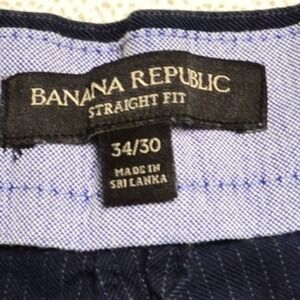 BANANA REPUBLIC
STRAIGHT FIT
34/30
MADE IN
SRI LANKA